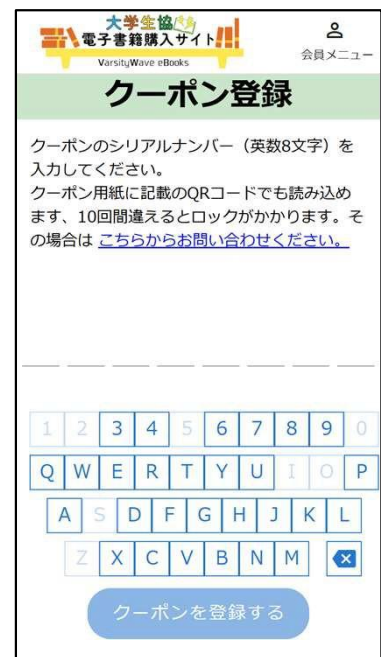 大学生協
電子書籍購入サイト!!!
VarsityWave eBooks
会員メニュー
クーポン登録
クーポンのシリアルナンバー（英数8文字）を
入力してください。
クーポン用紙に記載のQRコードでも読み込め
ます、10回間違えるとロックがかかります。そ
の場合は こちらからお問い合わせください。
1 2 3 4 5 6 7 8 9 0
Q W E R T Y U I O P
A S D F G H J K L
Z X C V B N M
クーポンを登録する